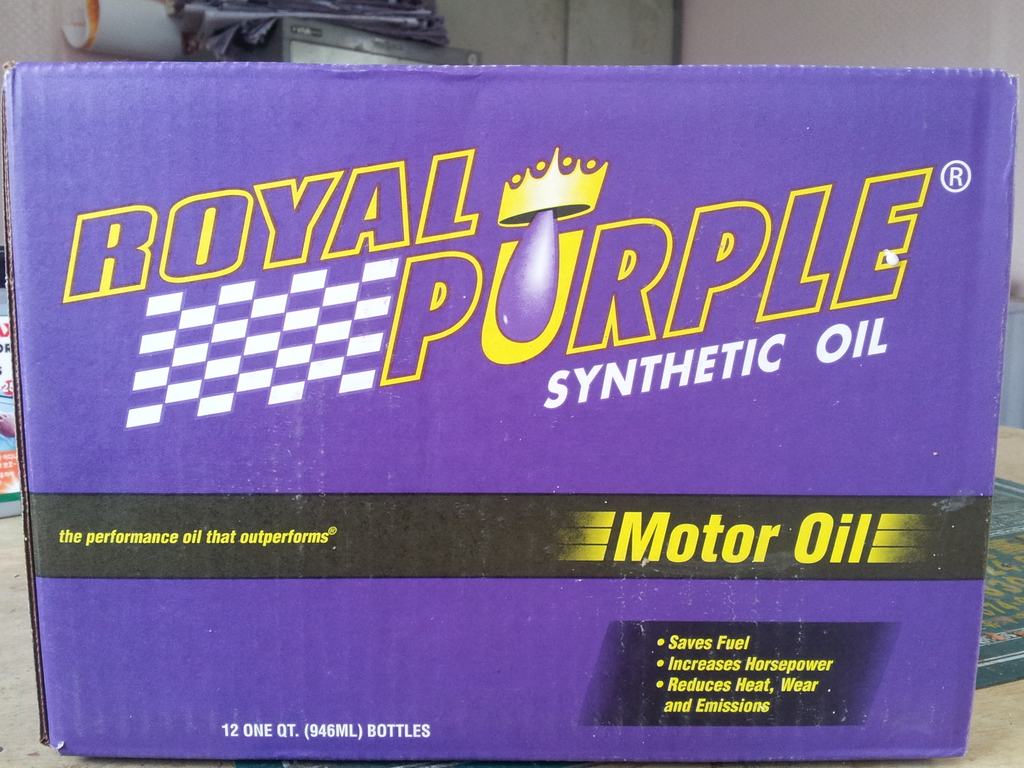 ROYAL
PURPLE®
SYNTHETIC OIL
the performance oil that outperforms®
Motor Oil
• Saves Fuel
• Increases Horsepower
• Reduces Heat, Wear
and Emissions
12 ONE QT. (946ML) BOTTLES